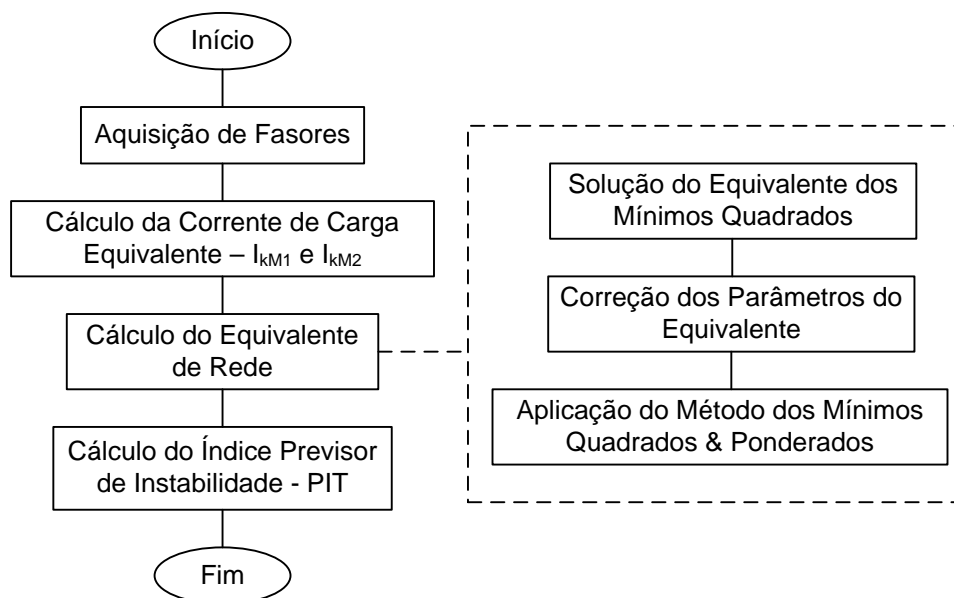 Início
Aquisição de Fasores
Cálculo da Corrente de Carga
Equivalente – IkM1 e IkM2
Cálculo do Equivalente
de Rede
Cálculo do Índice Previsor
de Instabilidade - PIT
Fim
Solução do Equivalente dos
Mínimos Quadrados
Correção dos Parâmetros do
Equivalente
Aplicação do Método dos Mínimos
Quadrados & Ponderados